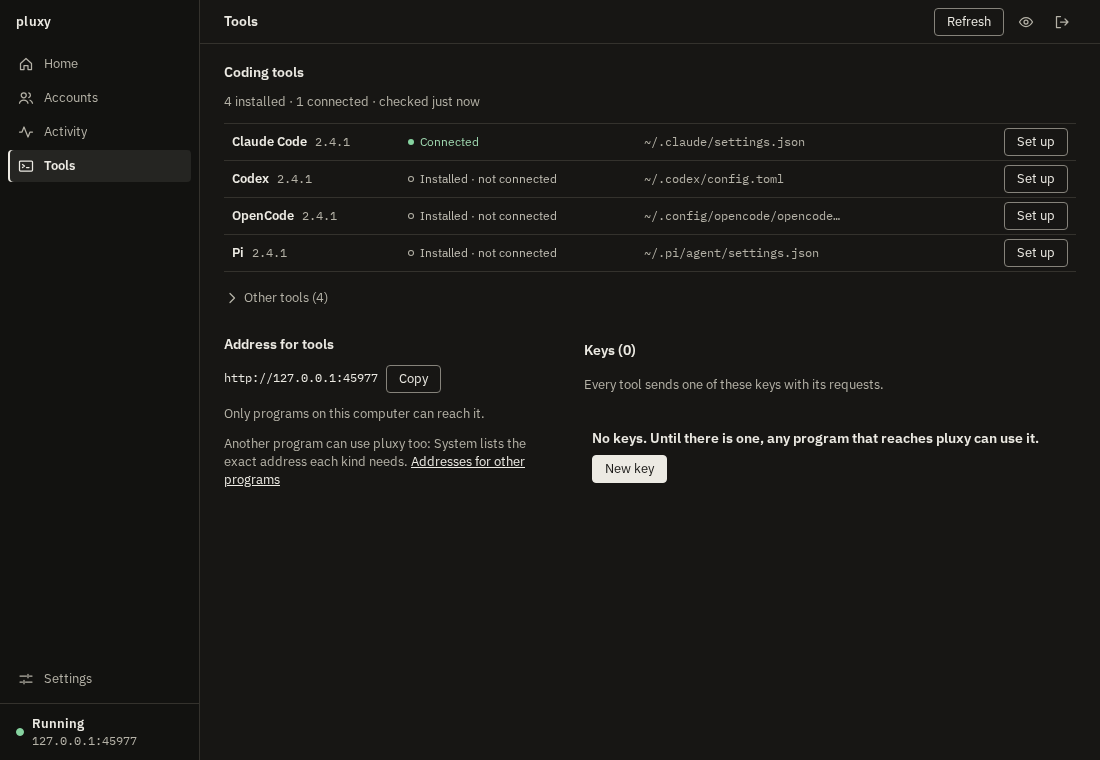 pluxy
Tools
Refresh
Home
Accounts
Activity
Tools
Coding tools
4 installed · 1 connected · checked just now
Claude Code 2.4.1 Connected ~/.claude/settings.json Set up
Codex 2.4.1 Installed · not connected ~/.codex/config.toml Set up
OpenCode 2.4.1 Installed · not connected ~/.config/opencode/opencode… Set up
Pi 2.4.1 Installed · not connected ~/.pi/agent/settings.json Set up
Other tools (4)
Address for tools
http://127.0.0.1:45977 Copy
Only programs on this computer can reach it.
Another program can use pluxy too: System lists the
exact address each kind needs. Addresses for other
programs
Keys (0)
Every tool sends one of these keys with its requests.
No keys. Until there is one, any program that reaches pluxy can use it.
New key
Settings
Running
127.0.0.1:45977